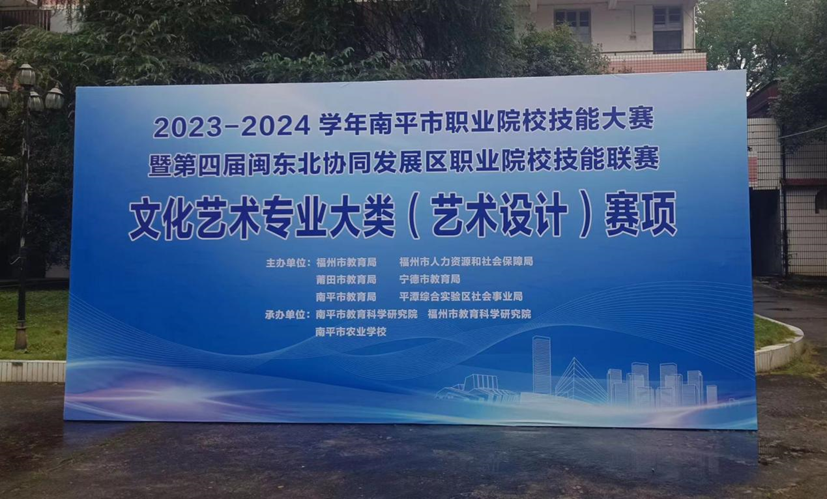 2023-2024 学年南平市职业院校技能大赛
暨第四届闽东北协同发展区职业院校技能联赛
文化艺术专业大类（艺术设计）赛项
主办单位：福州市教育局 福州市人力资源和社会保障局
莆田市教育局 宁德市教育局
南平市教育局 平潭综合实验区社会事业局
承办单位：南平市教育科学研究院 福州市教育科学研究院
南平市农业学校